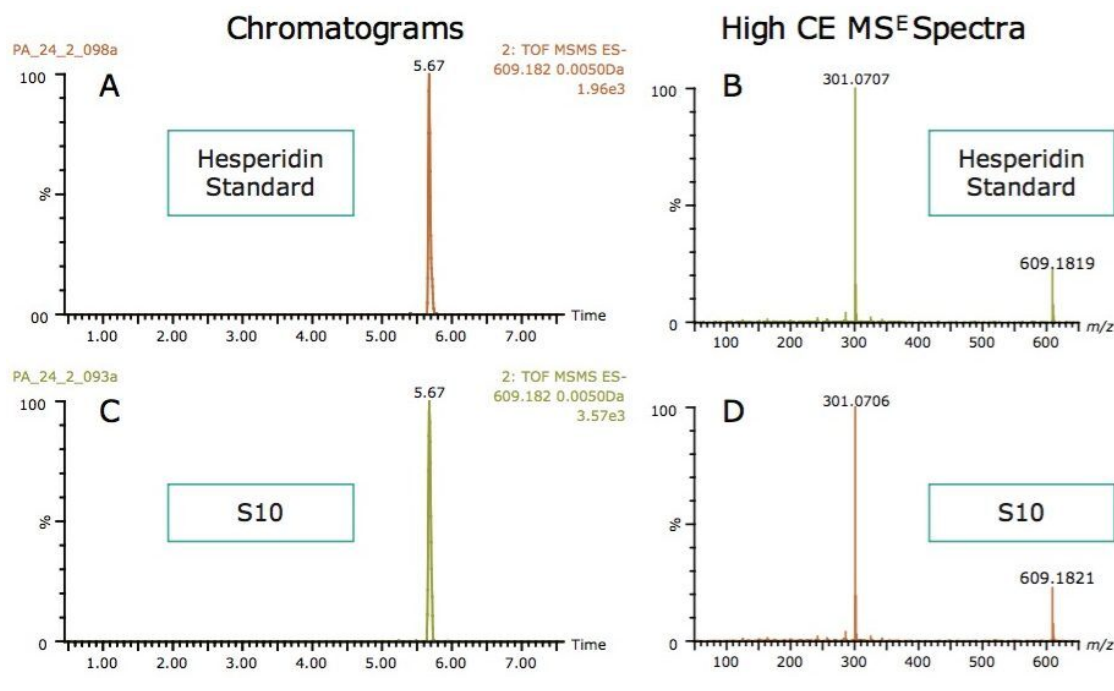 Chromatograms
High CE MSᴱ Spectra
PA_24_2_098a
2: TOF MSMS ES-
609.182 0.0050Da
1.96e3
A
5.67
100
%
00
Hesperidin
Standard
1.00 2.00 3.00 4.00 5.00 6.00 7.00
Time
B
301.0707
100
%
0
Hesperidin
Standard
609.1819
100 200 300 400 500 600
m/z
PA_24_2_093a
2: TOF MSMS ES-
609.182 0.0050Da
3.57e3
C
5.67
100
%
0
S10
1.00 2.00 3.00 4.00 5.00 6.00 7.00
Time
D
301.0706
100
%
0
S10
609.1821
100 200 300 400 500 600
m/z